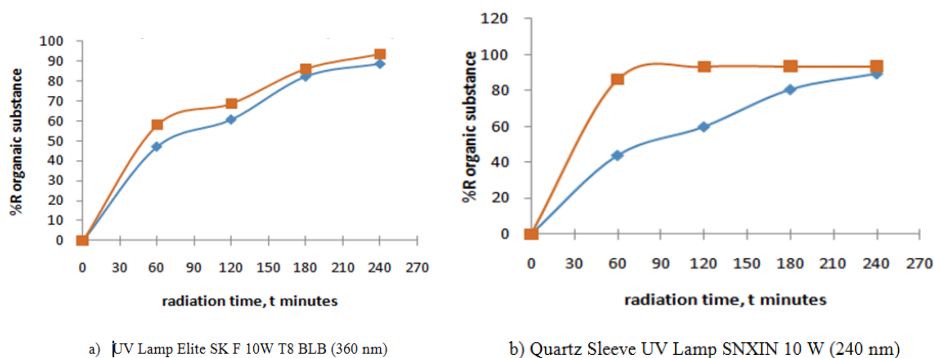 100
90
80
70
60
50
40
30
20
10
0
%R organaic substance
0 30 60 90 120 150 180 210 240 270
radiation time, t minutes
a) UV Lamp Elite SK F 10W T8 BLB (360 nm)
120
100
80
60
40
20
0
%R organic substance
0 30 60 90 120 150 180 210 240 270
radiation time, t minutes
b) Quartz Sleeve UV Lamp SNXIN 10 W (240 nm)